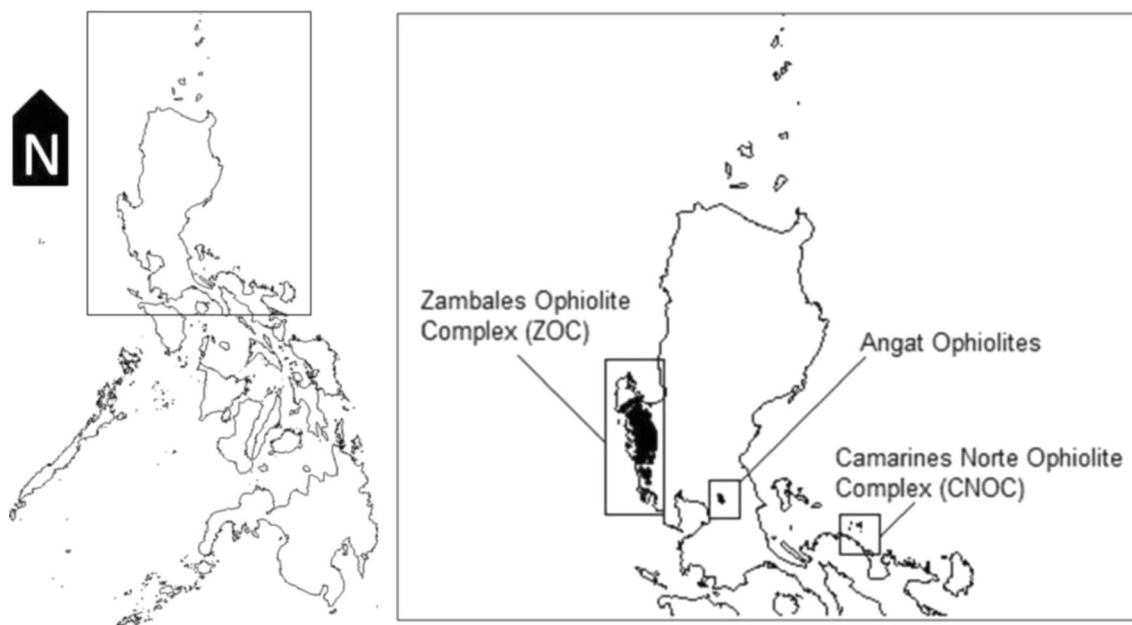 N
Zambales Ophiolite
Complex (ZOC)
Angat Ophiolites
Camarines Norte Ophiolite
Complex (CNOC)